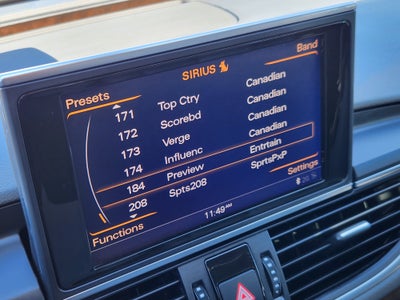 SIRIUS
Band
Presets
171 Top Ctry Canadian
172 Scorebd Canadian
173 Verge Canadian
174 Influenc Canadian
184 Preview Entrtain
208 Spts208 SprtsPxP
Settings
Functions
11:49 AM